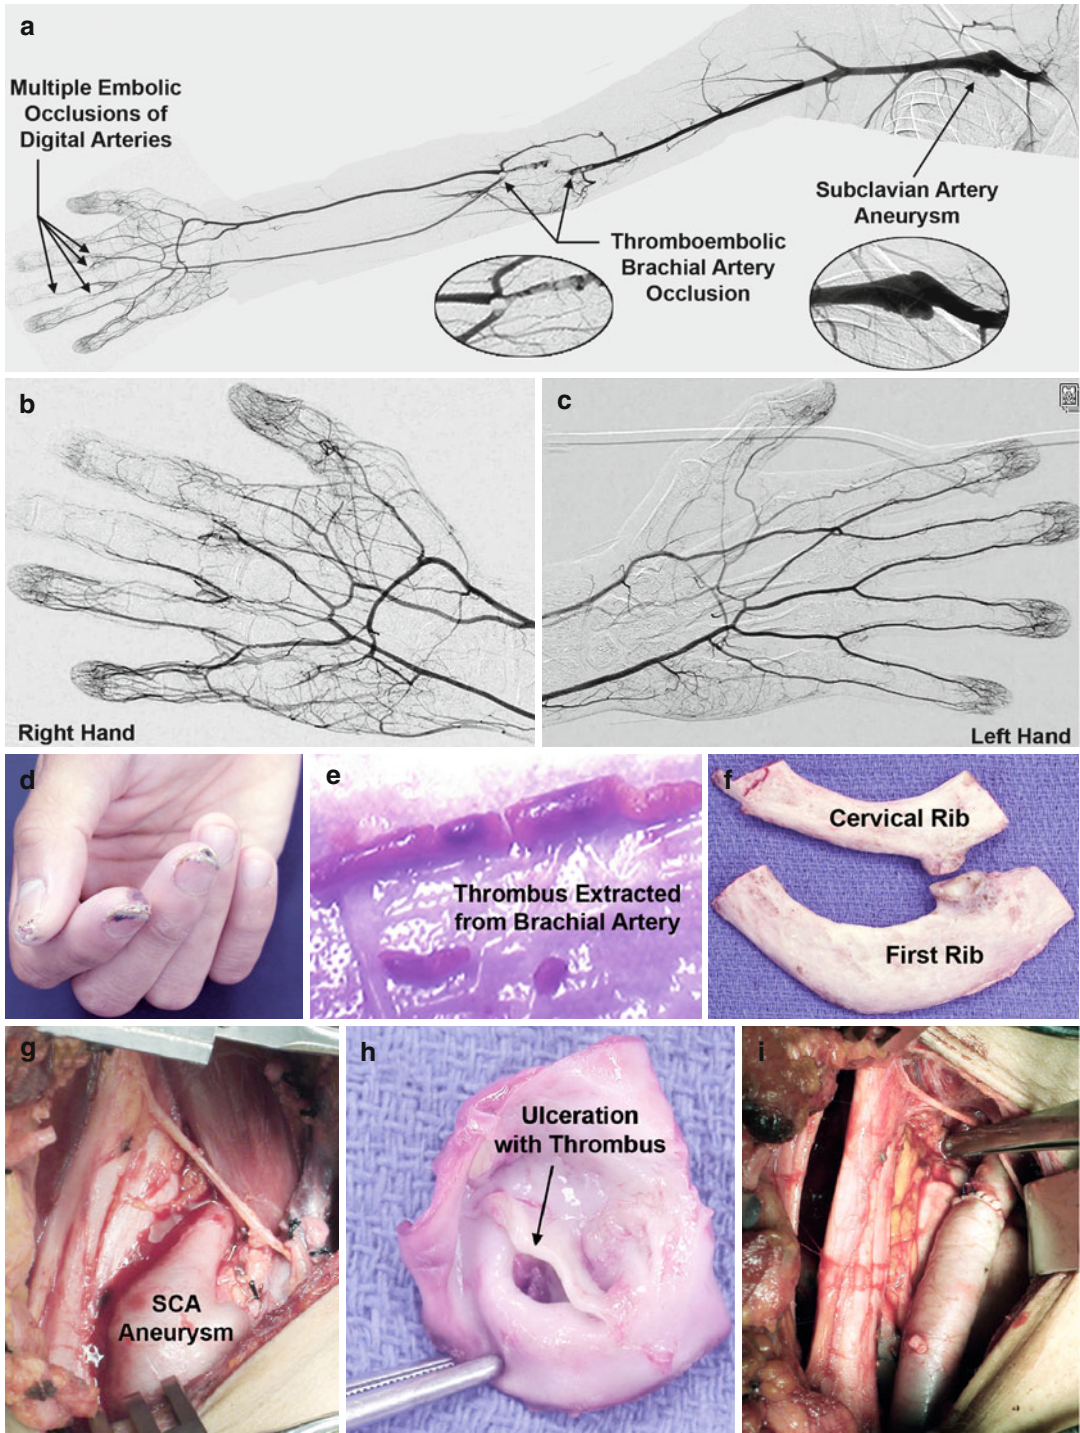 a
Multiple Embolic
Occlusions of
Digital Arteries
Subclavian Artery
Aneurysm
Thromboembolic
Brachial Artery
Occlusion
b
c
Right Hand
Left Hand
d
e
Thrombus Extracted
from Brachial Artery
f
Cervical Rib
First Rib
g
SCA
Aneurysm
h
Ulceration
with Thrombus
i